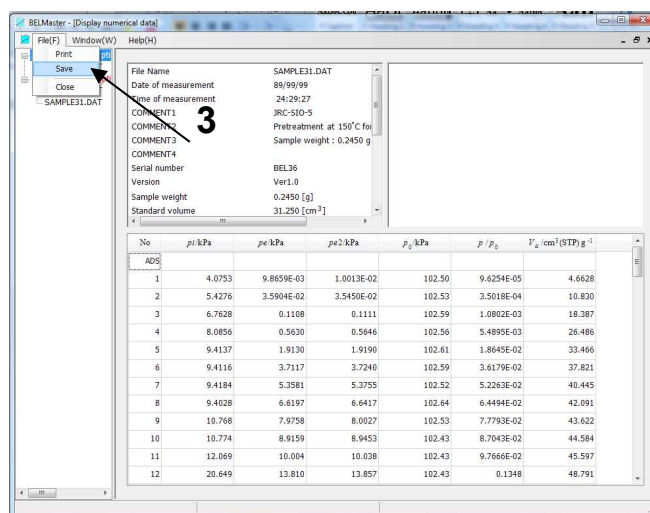 BELMaster - [Display numerical data]
File(F) Window(W) Help(H)
Print
Save
Close
SAMPLE31.DAT
3
File Name SAMPLE31.DAT
Date of measurement 89/99/99
Time of measurement 24:29:27
COMMENT1 JRC-SIO-5
COMMENT2 Pretreatment at 150˚C for
COMMENT3 Sample weight : 0.2450 g
COMMENT4
Serial number BEL36
Version Ver1.0
Sample weight 0.2450 [g]
Standard volume 31.250 [cm³]
No pi/kPa pe/kPa pe2/kPa p₀/kPa p/p₀ Vₐ/cm³(STP) g⁻¹
ADS
1 4.0753 9.8659E-03 1.0013E-02 102.50 9.6254E-05 4.6628
2 5.4276 3.5904E-02 3.5450E-02 102.53 3.5018E-04 10.830
3 6.7628 0.1108 0.1111 102.59 1.0802E-03 18.387
4 8.0856 0.5630 0.5646 102.56 5.4895E-03 26.486
5 9.4137 1.9130 1.9190 102.61 1.8645E-02 33.466
6 9.4116 3.7117 3.7240 102.59 3.6179E-02 37.821
7 9.4184 5.3581 5.3755 102.52 5.2263E-02 40.445
8 9.4028 6.6197 6.6417 102.64 6.4494E-02 42.091
9 10.768 7.9758 8.0027 102.53 7.7793E-02 43.622
10 10.774 8.9159 8.9453 102.43 8.7043E-02 44.584
11 12.069 10.004 10.038 102.43 9.7666E-02 45.597
12 20.649 13.810 13.857 102.43 0.1348 48.791